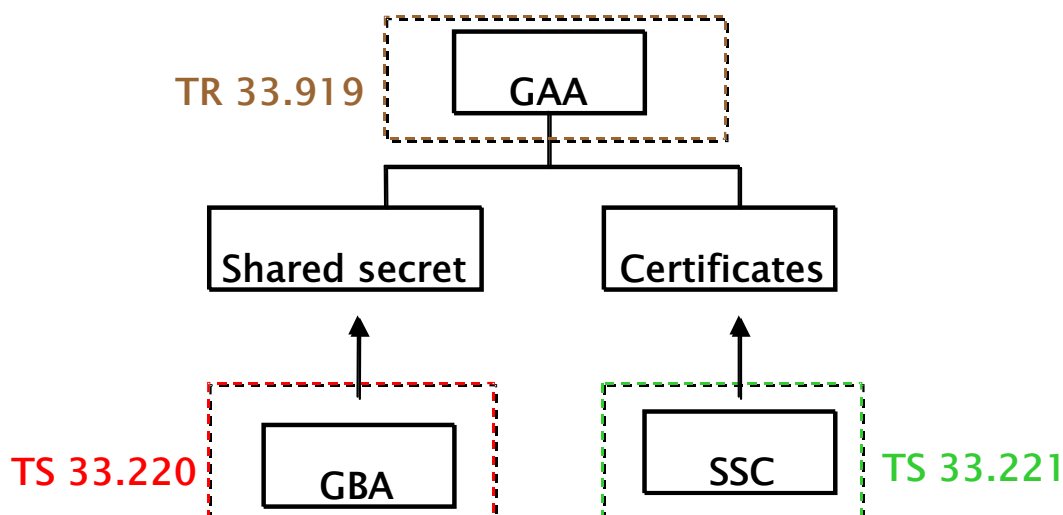 TR 33.919
GAA
Shared secret
Certificates
TS 33.220
GBA
SSC
TS 33.221